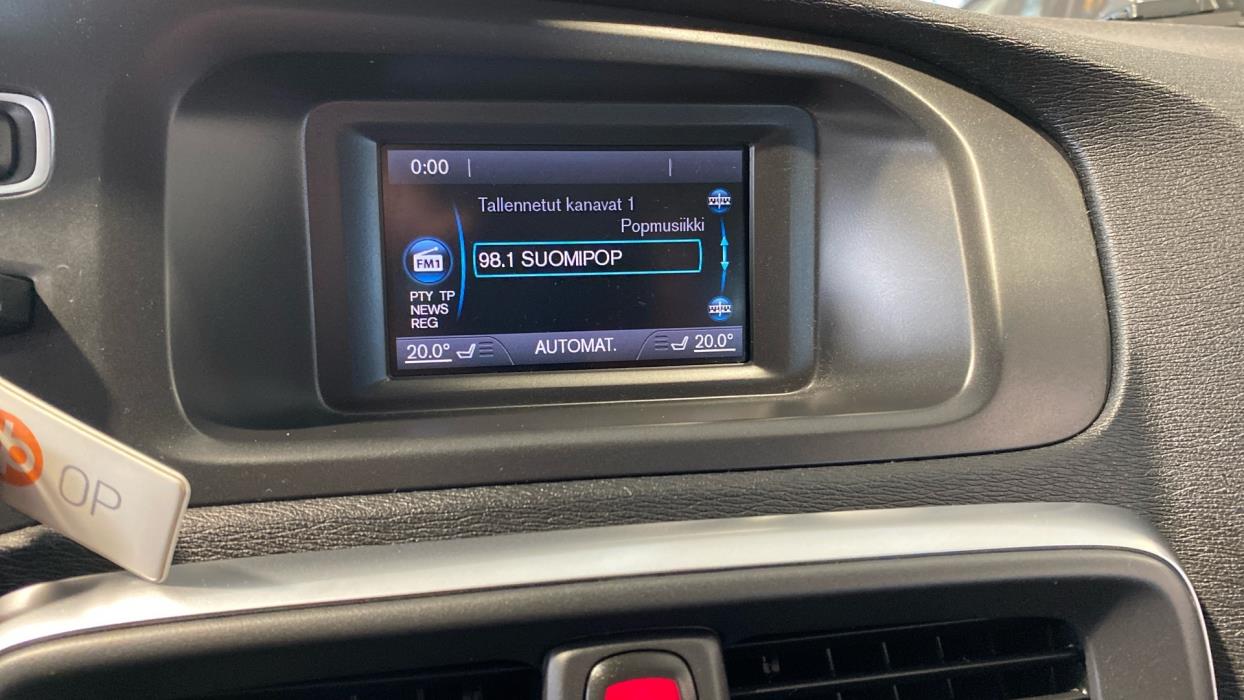 0:00
Tallennetut kanavat 1
Popmusiikki
98.1 SUOMIPOP
FM1
PTY TP
NEWS
REG
20.0° AUTOMAT. 20.0°
OP